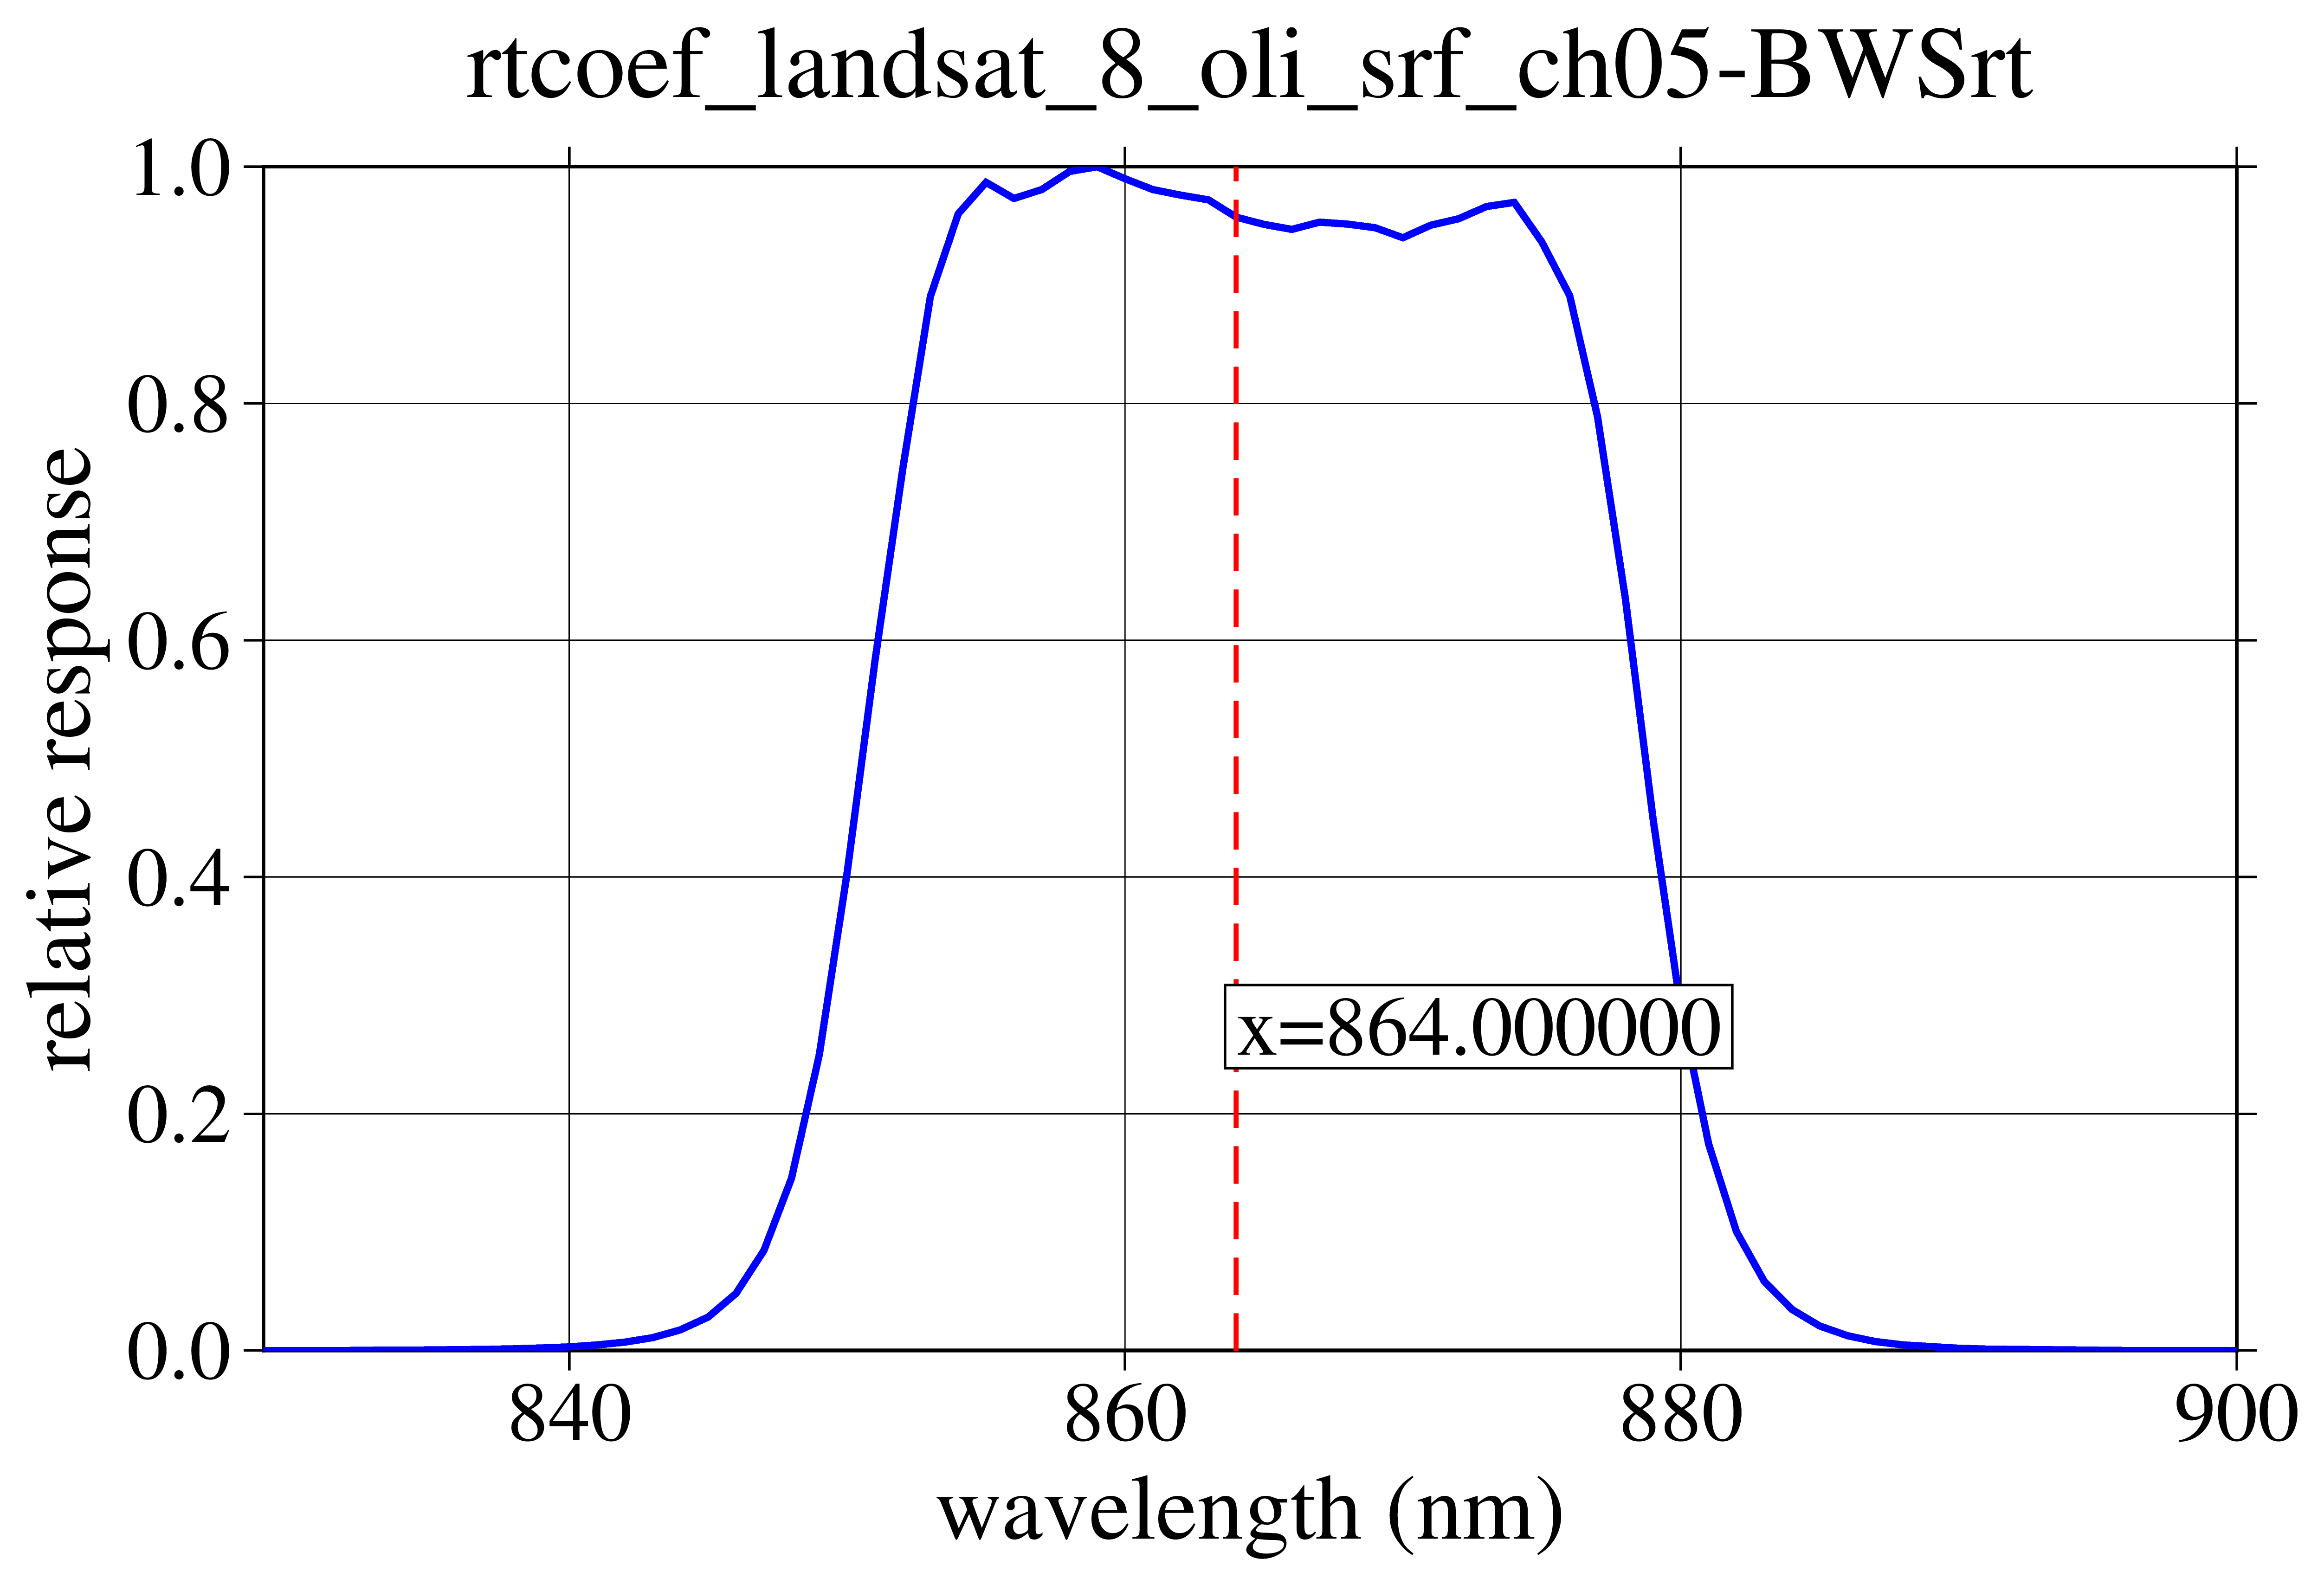 rtcoef_landsat_8_oli_srf_ch05-BWSrt
1.0
0.8
0.6
0.4
0.2
0.0
relative response
x=864.000000
840 860 880 900
wavelength (nm)